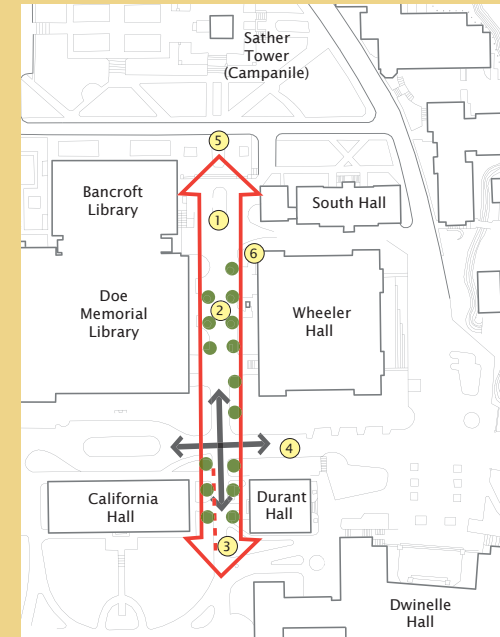 Sather
Tower
(Campanile)
5
Bancroft
Library
South Hall
1
6
Doe
Memorial
Library
2
Wheeler
Hall
4
California
Hall
Durant
Hall
3
Dwinelle
Hall